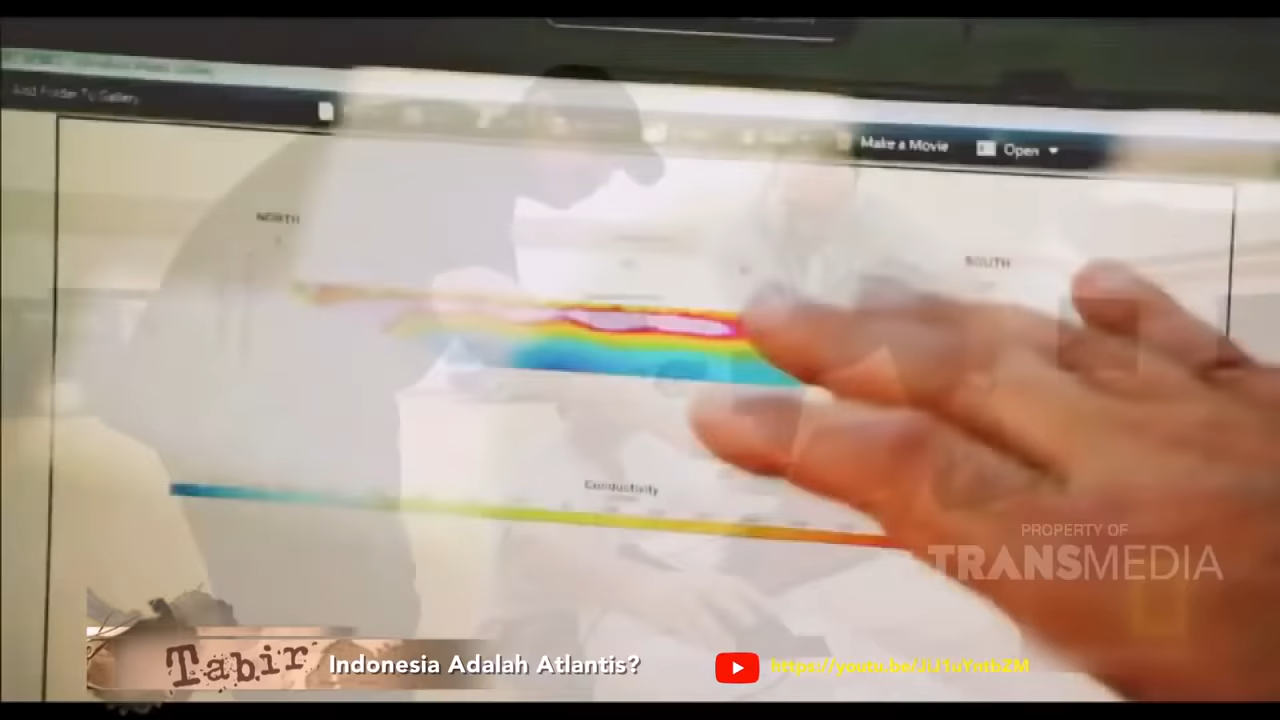 Add Folder To Gallery
Make a Movie
Open
NORTH
SOUTH
Conductivity
PROPERTY OF
TRANSMEDIA
Tabir
Indonesia Adalah Atlantis?